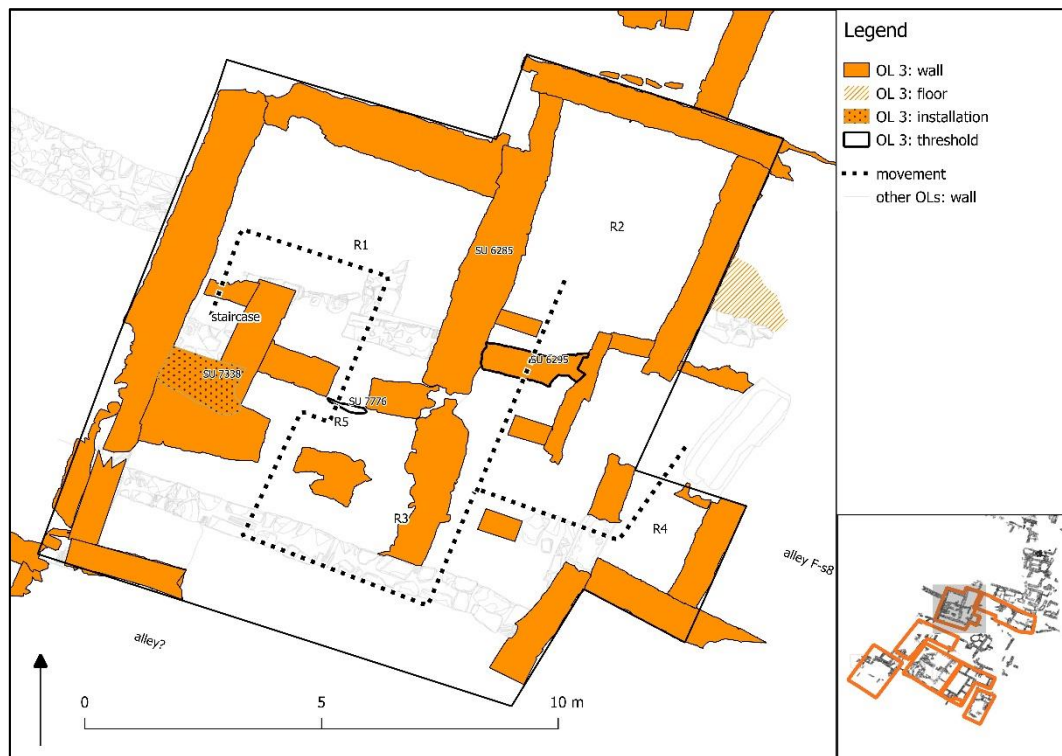 Legend
OL 3: wall
OL 3: floor
OL 3: installation
OL 3: threshold
movement
other OLs: wall
R2
R1
SU 6285
staircase
SU 6295
SU 7338
SU 7776
R5
R3
R4
alley F-s8
alley?
0
5
10 m